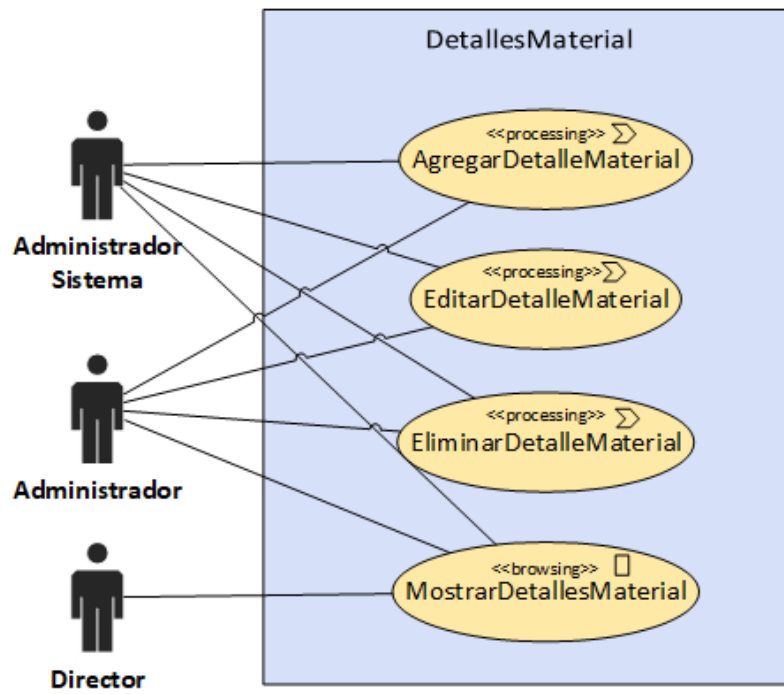 DetallesMaterial
<<processing>>
AgregarDetalleMaterial
Administrador
Sistema
<<processing>>
EditarDetalleMaterial
<<processing>>
EliminarDetalleMaterial
Administrador
<<browsing>>
MostrarDetallesMaterial
Director